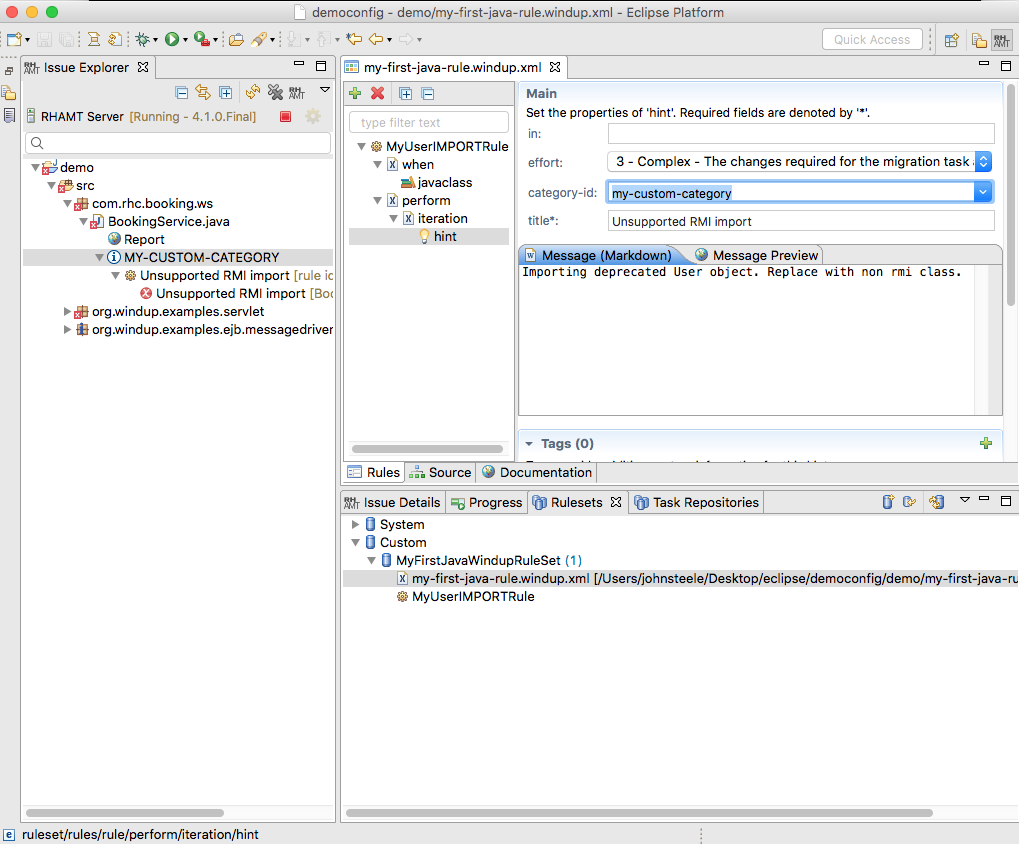 democonfig - demo/my-first-java-rule.windup.xml - Eclipse Platform
Quick Access
RHAMT
RHAMT Issue Explorer
RHAMT
RHAMT Server [Running - 4.1.0.Final]
demo
src
com.rhc.booking.ws
BookingService.java
Report
MY-CUSTOM-CATEGORY
Unsupported RMI import [rule id
Unsupported RMI import [Boo
org.windup.examples.servlet
org.windup.examples.ejb.messagedriver
my-first-java-rule.windup.xml
type filter text
MyUserIMPORTRule
when
javaclass
perform
iteration
hint
Main
Set the properties of 'hint'. Required fields are denoted by '*'.
in:
effort: 3 - Complex - The changes required for the migration task
category-id: my-custom-category
title*: Unsupported RMI import
Message (Markdown) Message Preview
Importing deprecated User object. Replace with non rmi class.
Tags (0)
Rules Source Documentation
RHAMT Issue Details Progress Rulesets Task Repositories
System
Custom
MyFirstJavaWindupRuleSet (1)
my-first-java-rule.windup.xml [/Users/johnsteele/Desktop/eclipse/democonfig/demo/my-first-java-ru
MyUserIMPORTRule
ruleset/rules/rule/perform/iteration/hint